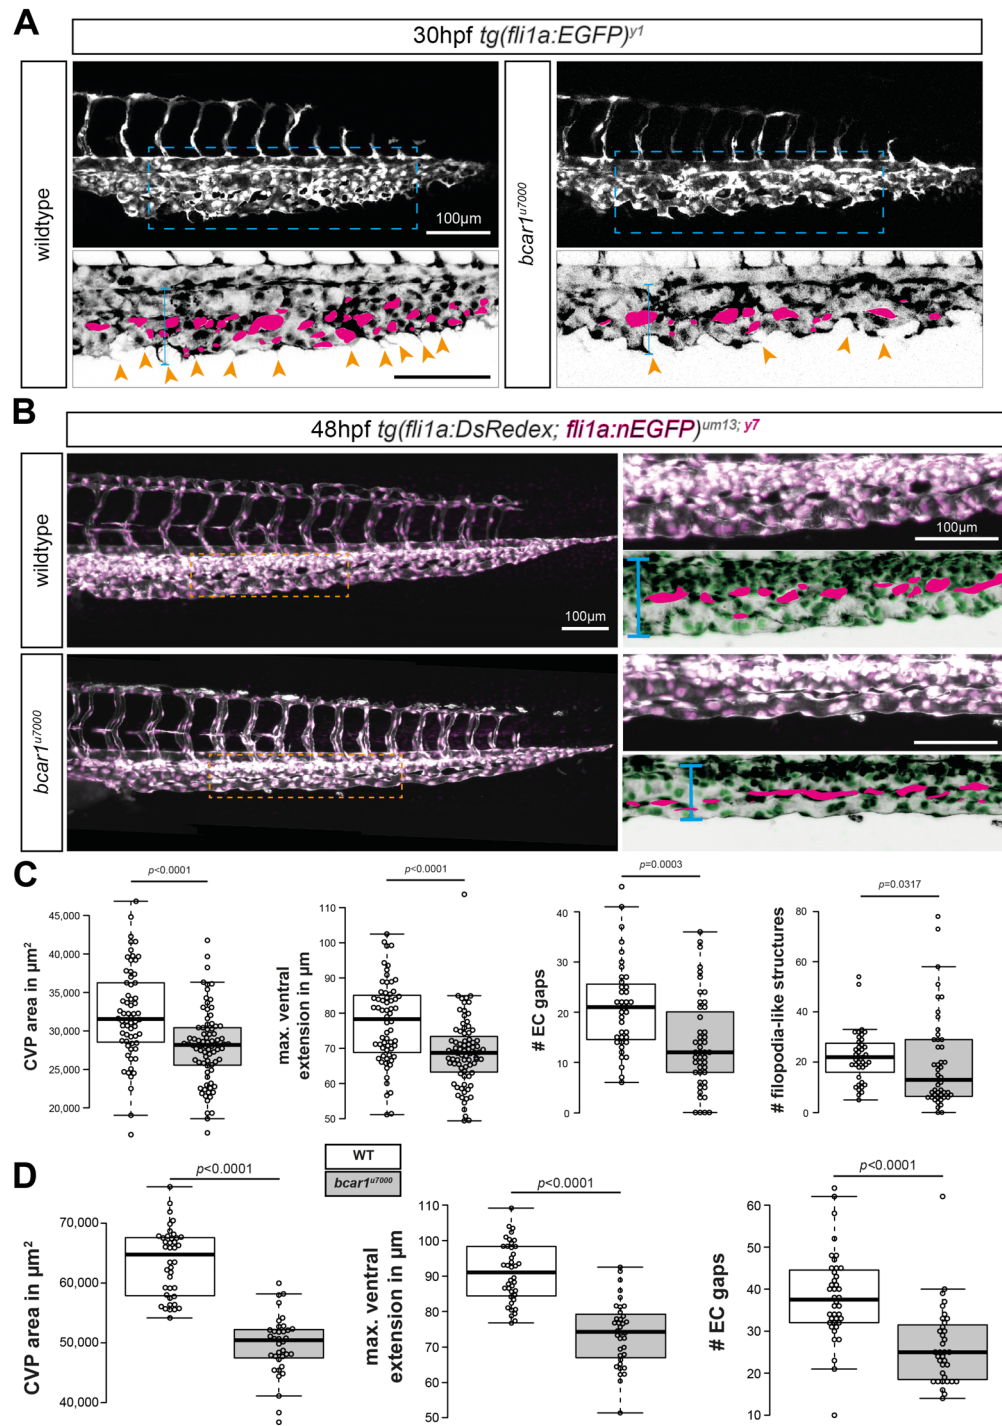 A
30hpf tg(fli1a:EGFP)y1
wildtype
100µm
bcar1u7000
B
48hpf tg(fli1a:DsRedex; fli1a:nEGFP)um13; y7
wildtype
100µm
100µm
bcar1u7000
C
p<0.0001
CVP area in µm2
45,000
40,000
35,000
30,000
25,000
20,000
p<0.0001
max. ventral
extension in µm
110
100
90
80
70
60
50
p=0.0003
# EC gaps
40
30
20
10
0
p=0.0317
# filopodia-like structures
80
60
40
20
0
D
WT
bcar1u7000
p<0.0001
CVP area in µm2
70,000
60,000
50,000
40,000
p<0.0001
max. ventral
extension in µm
110
100
90
80
70
60
50
p<0.0001
# EC gaps
60
50
40
30
20
10